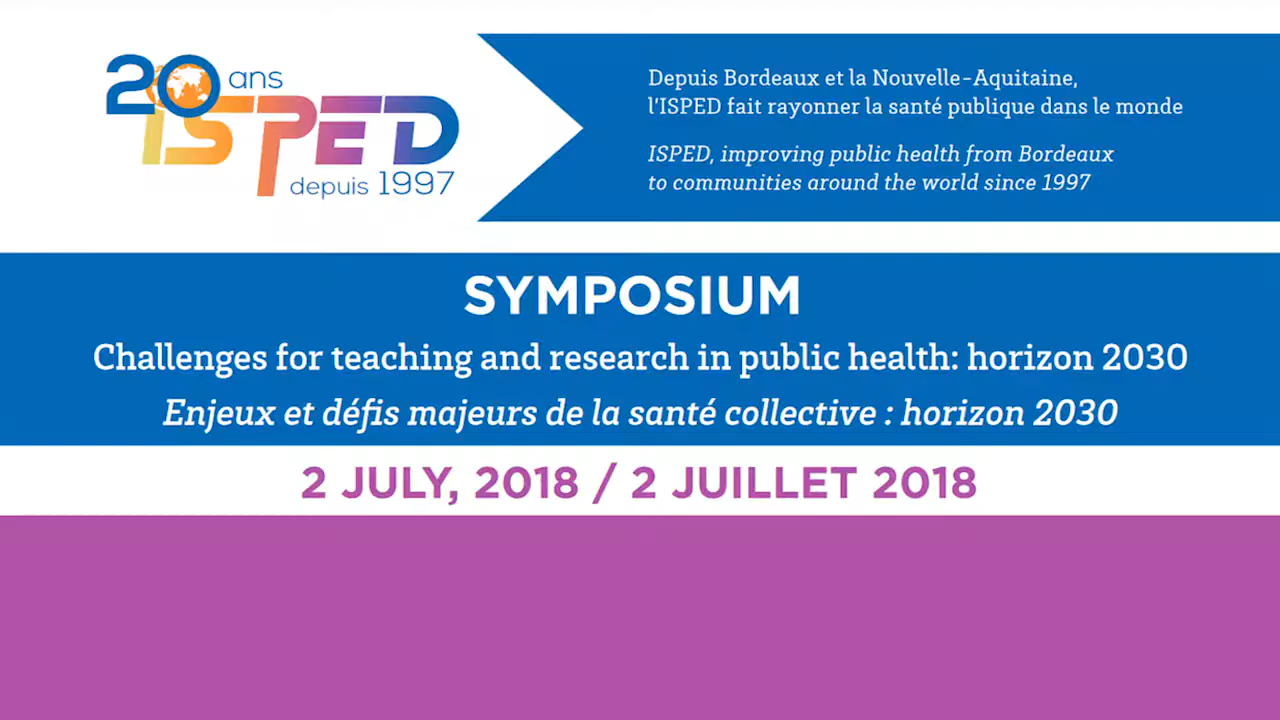 20 ans
ISPED
depuis 1997
Depuis Bordeaux et la Nouvelle-Aquitaine,
l'ISPED fait rayonner la santé publique dans le monde
ISPED, improving public health from Bordeaux
to communities around the world since 1997
SYMPOSIUM
Challenges for teaching and research in public health: horizon 2030
Enjeux et défis majeurs de la santé collective : horizon 2030
2 JULY, 2018 / 2 JUILLET 2018